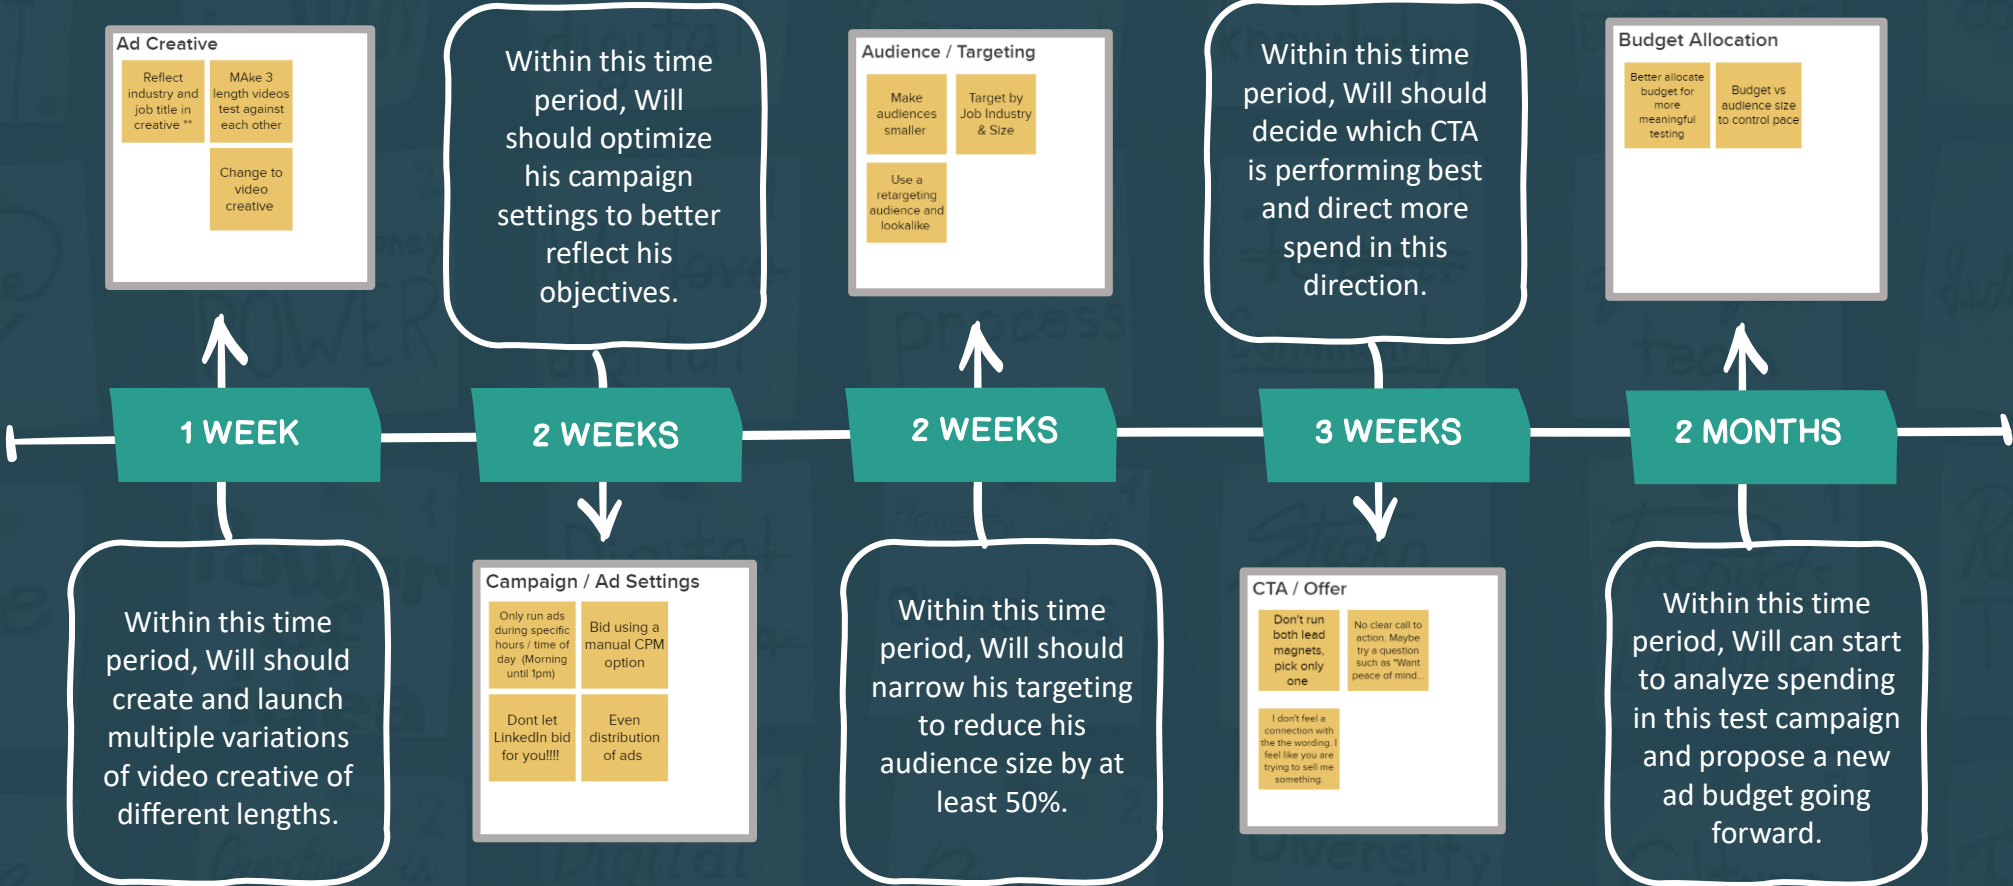 Ad Creative
Reflect
industry and
job title in
creative **
MAke 3
length videos
test against
each other
Change to
video
creative
Within this time
period, Will
should optimize
his campaign
settings to better
reflect his
objectives.
Audience / Targeting
Make
audiences
smaller
Target by
Job Industry
& Size
Use a
retargeting
audience and
lookalike
Within this time
period, Will should
decide which CTA
is performing best
and direct more
spend in this
direction.
Budget Allocation
Better allocate
budget for
more
meaningful
testing
Budget vs
audience size
to control pace
1 WEEK
2 WEEKS
2 WEEKS
3 WEEKS
2 MONTHS
Within this time
period, Will should
create and launch
multiple variations
of video creative of
different lengths.
Campaign / Ad Settings
Only run ads
during specific
hours / time of
day (Morning
until 1pm)
Bid using a
manual CPM
option
Dont let
LinkedIn bid
for you!!!!
Even
distribution
of ads
Within this time
period, Will should
narrow his targeting
to reduce his
audience size by at
least 50%.
CTA / Offer
Don't run
both lead
magnets,
pick only
one
No clear call to
action. Maybe
try a question
such as "Want
peace of mind...
I don't feel a
connection with
the the wording. I
feel like you are
trying to sell me
something.
Within this time
period, Will can start
to analyze spending
in this test campaign
and propose a new
ad budget going
forward.